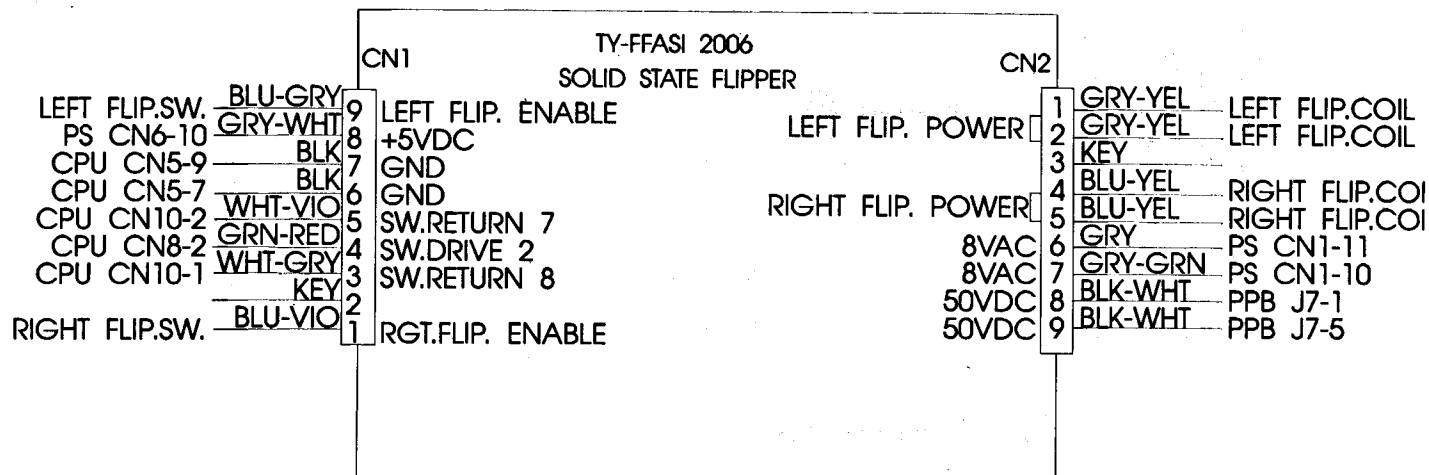 TY-FFASI 2006
SOLID STATE FLIPPER
CN1
LEFT FLIP.SW. BLU-GRY 9 LEFT FLIP. ENABLE
PS CN6-10 GRY-WHT 8 +5VDC
CPU CN5-9 BLK 7 GND
CPU CN5-7 BLK 6 GND
CPU CN10-2 WHT-VIO 5 SW.RETURN 7
CPU CN8-2 GRN-RED 4 SW.DRIVE 2
CPU CN10-1 WHT-GRY 3 SW.RETURN 8
KEY 2
RIGHT FLIP.SW. BLU-VIO 1 RGT.FLIP. ENABLE
CN2
LEFT FLIP. POWER
1 GRY-YEL LEFT FLIP.COIL
2 GRY-YEL LEFT FLIP.COIL
3 KEY
RIGHT FLIP. POWER
4 BLU-YEL RIGHT FLIP.COI
5 BLU-YEL RIGHT FLIP.COI
8VAC 6 GRY PS CN1-11
8VAC 7 GRY-GRN PS CN1-10
50VDC 8 BLK-WHT PPB J7-1
50VDC 9 BLK-WHT PPB J7-5